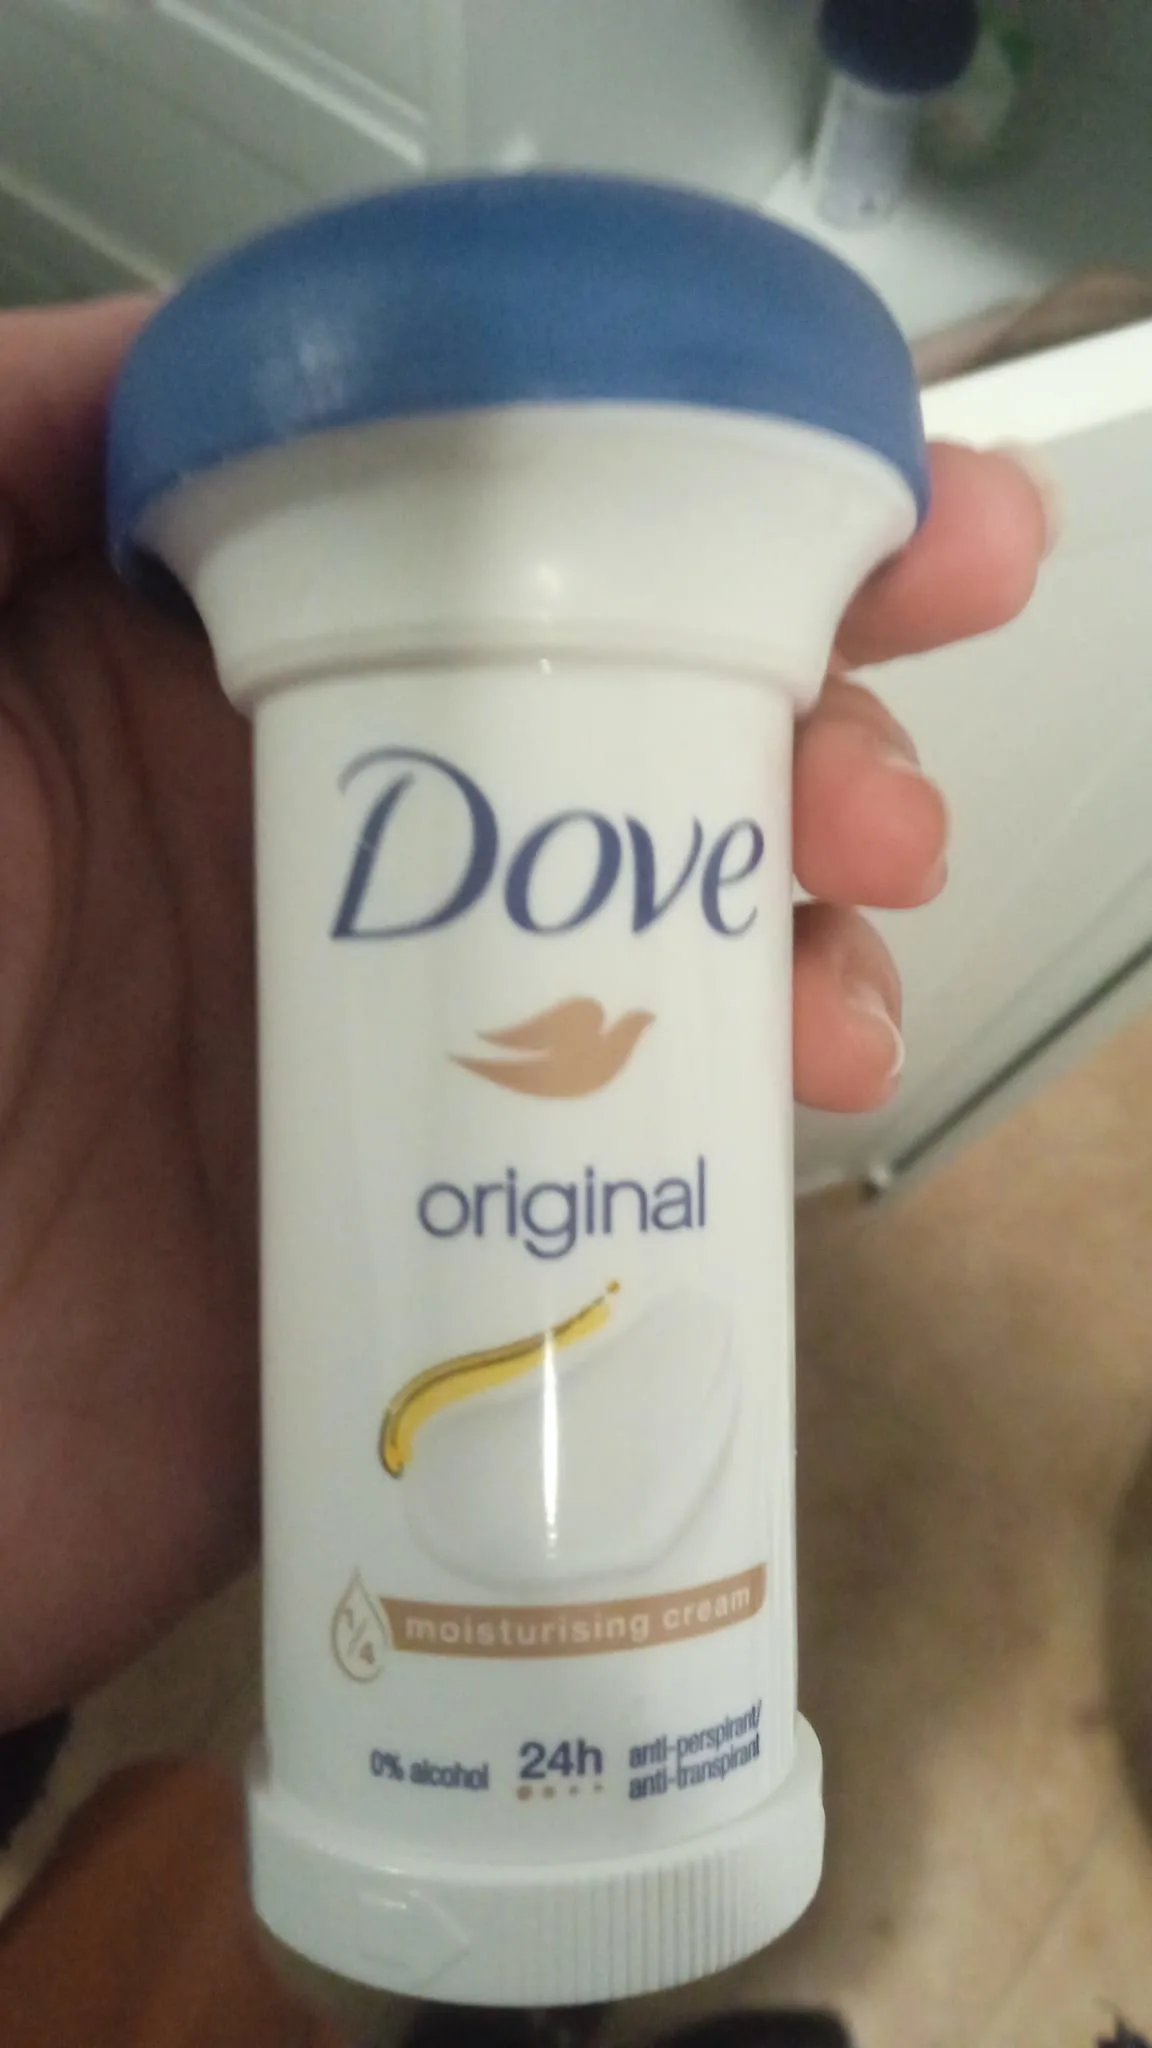 Dove
original
1/4 moisturising cream
0% alcohol 24h anti-perspirant/
anti-transpirant